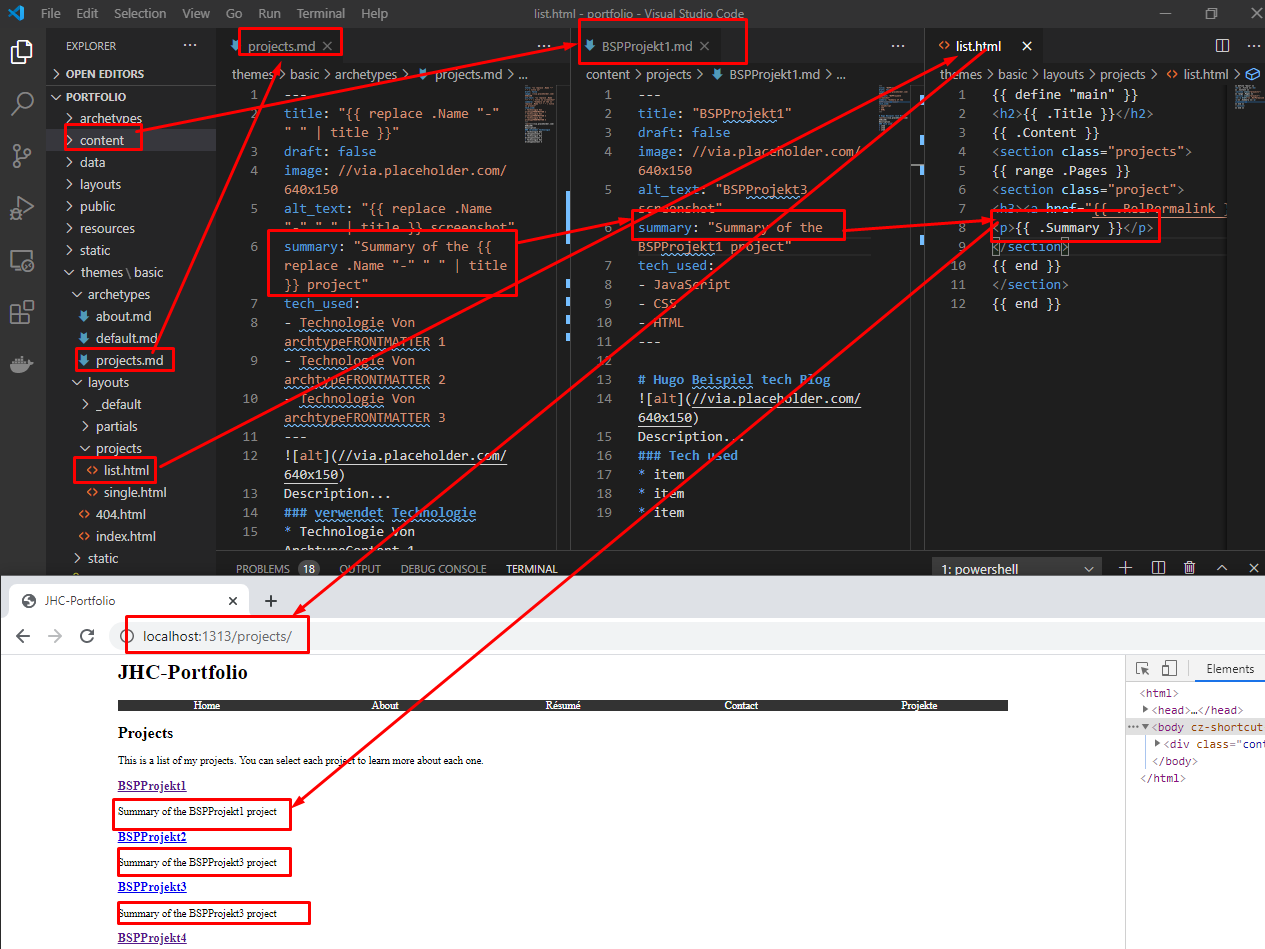 File Edit Selection View Go Run Terminal Help
list.html - portfolio - Visual Studio Code
EXPLORER
OPEN EDITORS
PORTFOLIO
archetypes
content
data
layouts
public
resources
static
themes \ basic
archetypes
about.md
default.md
projects.md
layouts
_default
partials
projects
list.html
single.html
404.html
index.html
static
projects.md
themes > basic > archetypes > projects.md > ...
1 ---
2 title: "{{ replace .Name "-"
" " | title }}"
3 draft: false
4 image: //via.placeholder.com/
640x150
5 alt_text: "{{ replace .Name
"-" " " | title }} screenshot"
6 summary: "Summary of the {{
replace .Name "-" " " | title
}} project"
7 tech_used:
8 - Technologie Von
archetypeFRONTMATTER 1
9 - Technologie Von
archtypeFRONTMATTER 2
10 - Technologie Von
archtypeFRONTMATTER 3
11 ---
12 ![alt](//via.placeholder.com/
640x150)
13 Description...
14 ### verwendet Technologie
15 * Technologie Von
ArchtypeContent 1
BSPProjekt1.md
content > projects > BSPProjekt1.md > ...
1 ---
2 title: "BSPProjekt1
3 draft: false
4 image: //via.placeholder.com/
640x150
5 alt_text: "BSPProjekt3
screenshot"
6 summary: "Summary of the
BSPProjekt1 project"
7 tech_used:
8 - JavaScript
9 - CSS
10 - HTML
11 ---
12
13 # Hugo Beispiel tech Blog
14 ![alt](//via.placeholder.com/
640x150)
15 Description...
16 ### Tech used
17 * item
18 * item
19 * item
list.html
themes > basic > layouts > projects > list.html >
1 {{ define "main" }}
2 <h2>{{ .Title }}</h2>
3 {{ .Content }}
4 <section class="projects">
5 {{ range .Pages }}
6 <section class="project">
7 <h3><a href="{{ .RelPermalink }
8 <p>{{ .Summary }}</p>
9 </section>
10 {{ end }}
11 </section>
12 {{ end }}
PROBLEMS 18 OUTPUT DEBUG CONSOLE TERMINAL
1: powershell
JHC-Portfolio
localhost:1313/projects/
JHC-Portfolio
Home About Résumé Contact Projekte
Projects
This is a list of my projects. You can select each project to learn more about each one.
BSPProjekt1
Summary of the BSPProjekt1 project
BSPProjekt2
Summary of the BSPProjekt3 project
BSPProjekt3
Summary of the BSPProjekt3 project
BSPProjekt4
Elements
<html>
<head>…</head>
<body cz-shortcut
<div class="cont
</body>
</html>